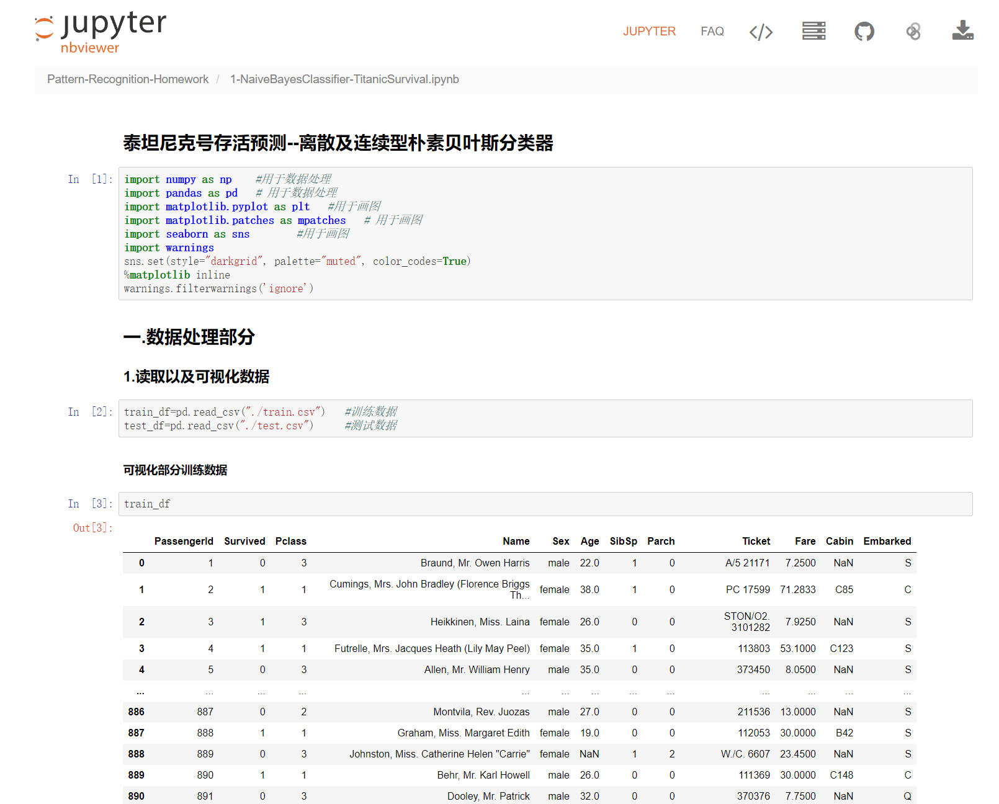 jupyter
nbviewer
JUPYTER FAQ
Pattern-Recognition-Homework / 1-NaiveBayesClassifier-TitanicSurvival.ipynb
泰坦尼克号存活预测--离散及连续型朴素贝叶斯分类器
In [1]:
import numpy as np #用于数据处理
import pandas as pd # 用于数据处理
import matplotlib.pyplot as plt #用于画图
import matplotlib.patches as mpatches # 用于画图
import seaborn as sns #用于画图
import warnings
sns.set(style="darkgrid", palette="muted", color_codes=True)
%matplotlib inline
warnings.filterwarnings('ignore')
一.数据处理部分
1.读取以及可视化数据
In [2]:
train_df=pd.read_csv("./train.csv") #训练数据
test_df=pd.read_csv("./test.csv") #测试数据
可视化部分训练数据
In [3]:
train_df
Out[3]:
PassengerId Survived Pclass Name Sex Age SibSp Parch Ticket Fare Cabin Embarked
0 1 0 3 Braund, Mr. Owen Harris male 22.0 1 0 A/5 21171 7.2500 NaN S
1 2 1 1 Cumings, Mrs. John Bradley (Florence Briggs Th... female 38.0 1 0 PC 17599 71.2833 C85 C
2 3 1 3 Heikkinen, Miss. Laina female 26.0 0 0 STON/O2. 3101282 7.9250 NaN S
3 4 1 1 Futrelle, Mrs. Jacques Heath (Lily May Peel) female 35.0 1 0 113803 53.1000 C123 S
4 5 0 3 Allen, Mr. William Henry male 35.0 0 0 373450 8.0500 NaN S
... ... ... ... ... ... ... ... ... ... ... ... ...
886 887 0 2 Montvila, Rev. Juozas male 27.0 0 0 211536 13.0000 NaN S
887 888 1 1 Graham, Miss. Margaret Edith female 19.0 0 0 112053 30.0000 B42 S
888 889 0 3 Johnston, Miss. Catherine Helen "Carrie" female NaN 1 2 W./C. 6607 23.4500 NaN S
889 890 1 1 Behr, Mr. Karl Howell male 26.0 0 0 111369 30.0000 C148 C
890 891 0 3 Dooley, Mr. Patrick male 32.0 0 0 370376 7.7500 NaN Q